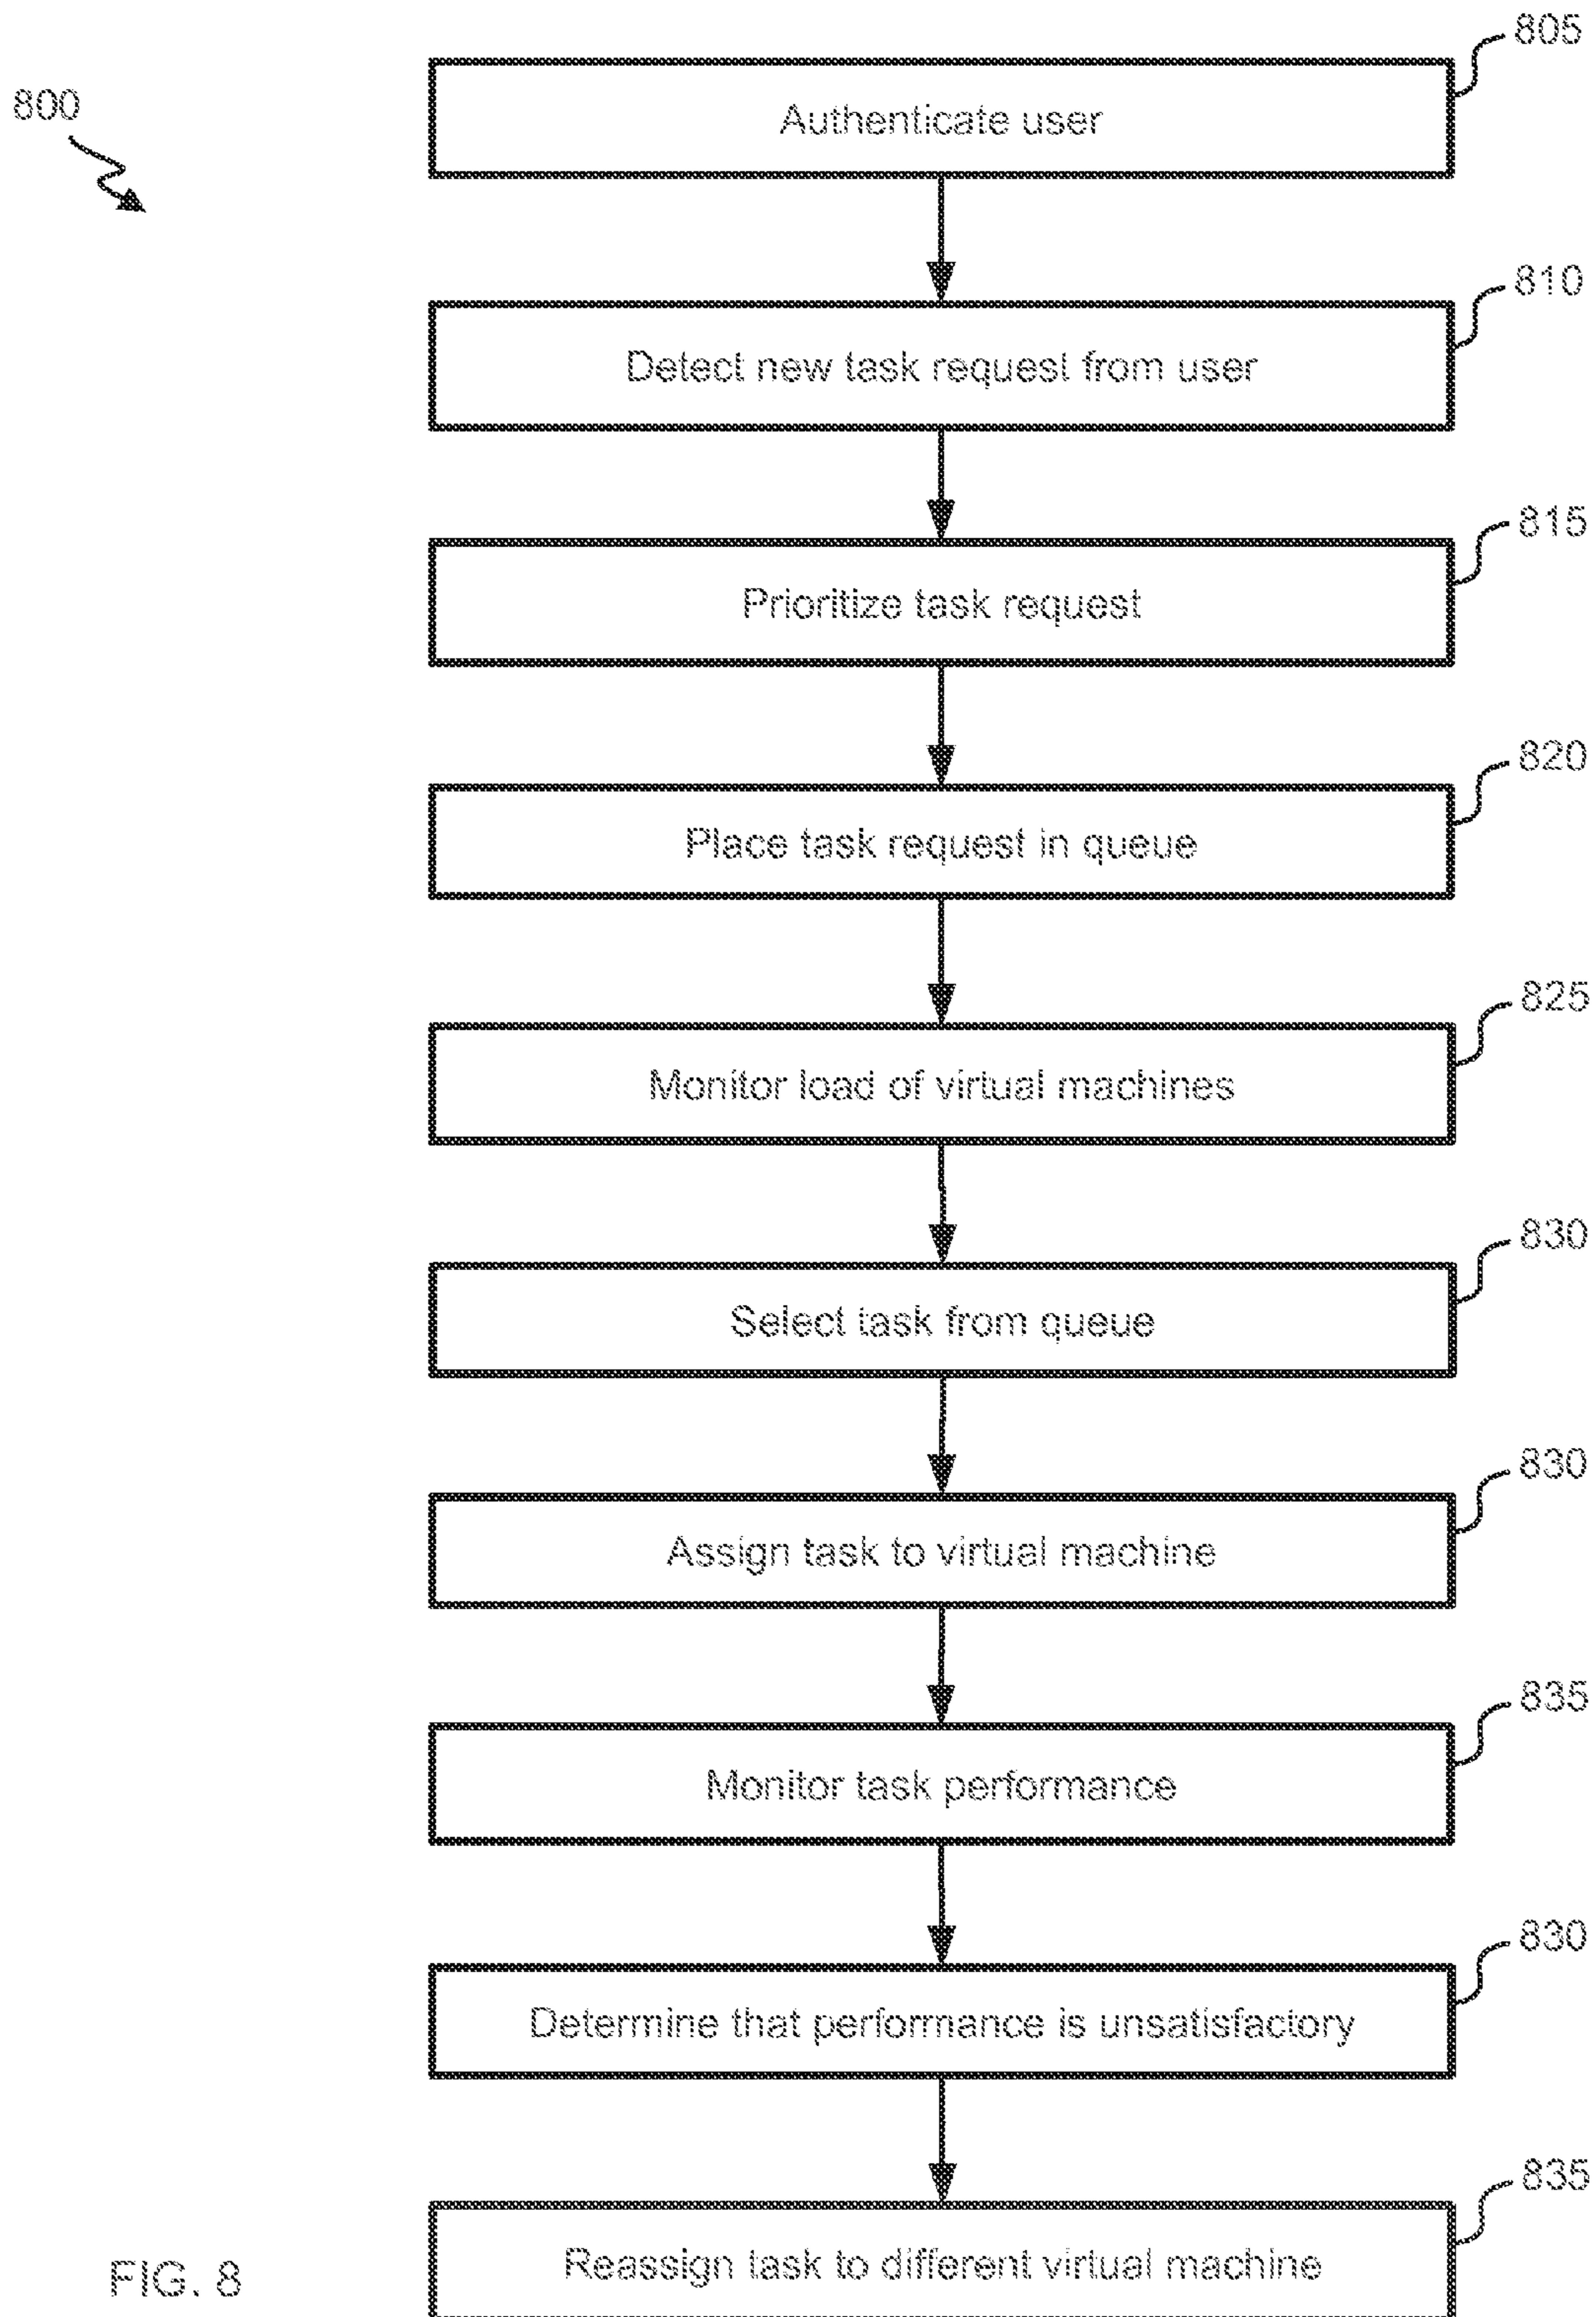 805
800
Authenticate user
810
Detect new task request from user
815
Prioritize task request
820
Place task request in queue
825
Monitor load of virtual machines
830
Select task from queue
830
Assign task to virtual machine
835
Monitor task performance
830
Determine that performance is unsatisfactory
835
Reassign task to different virtual machine
FIG. 8